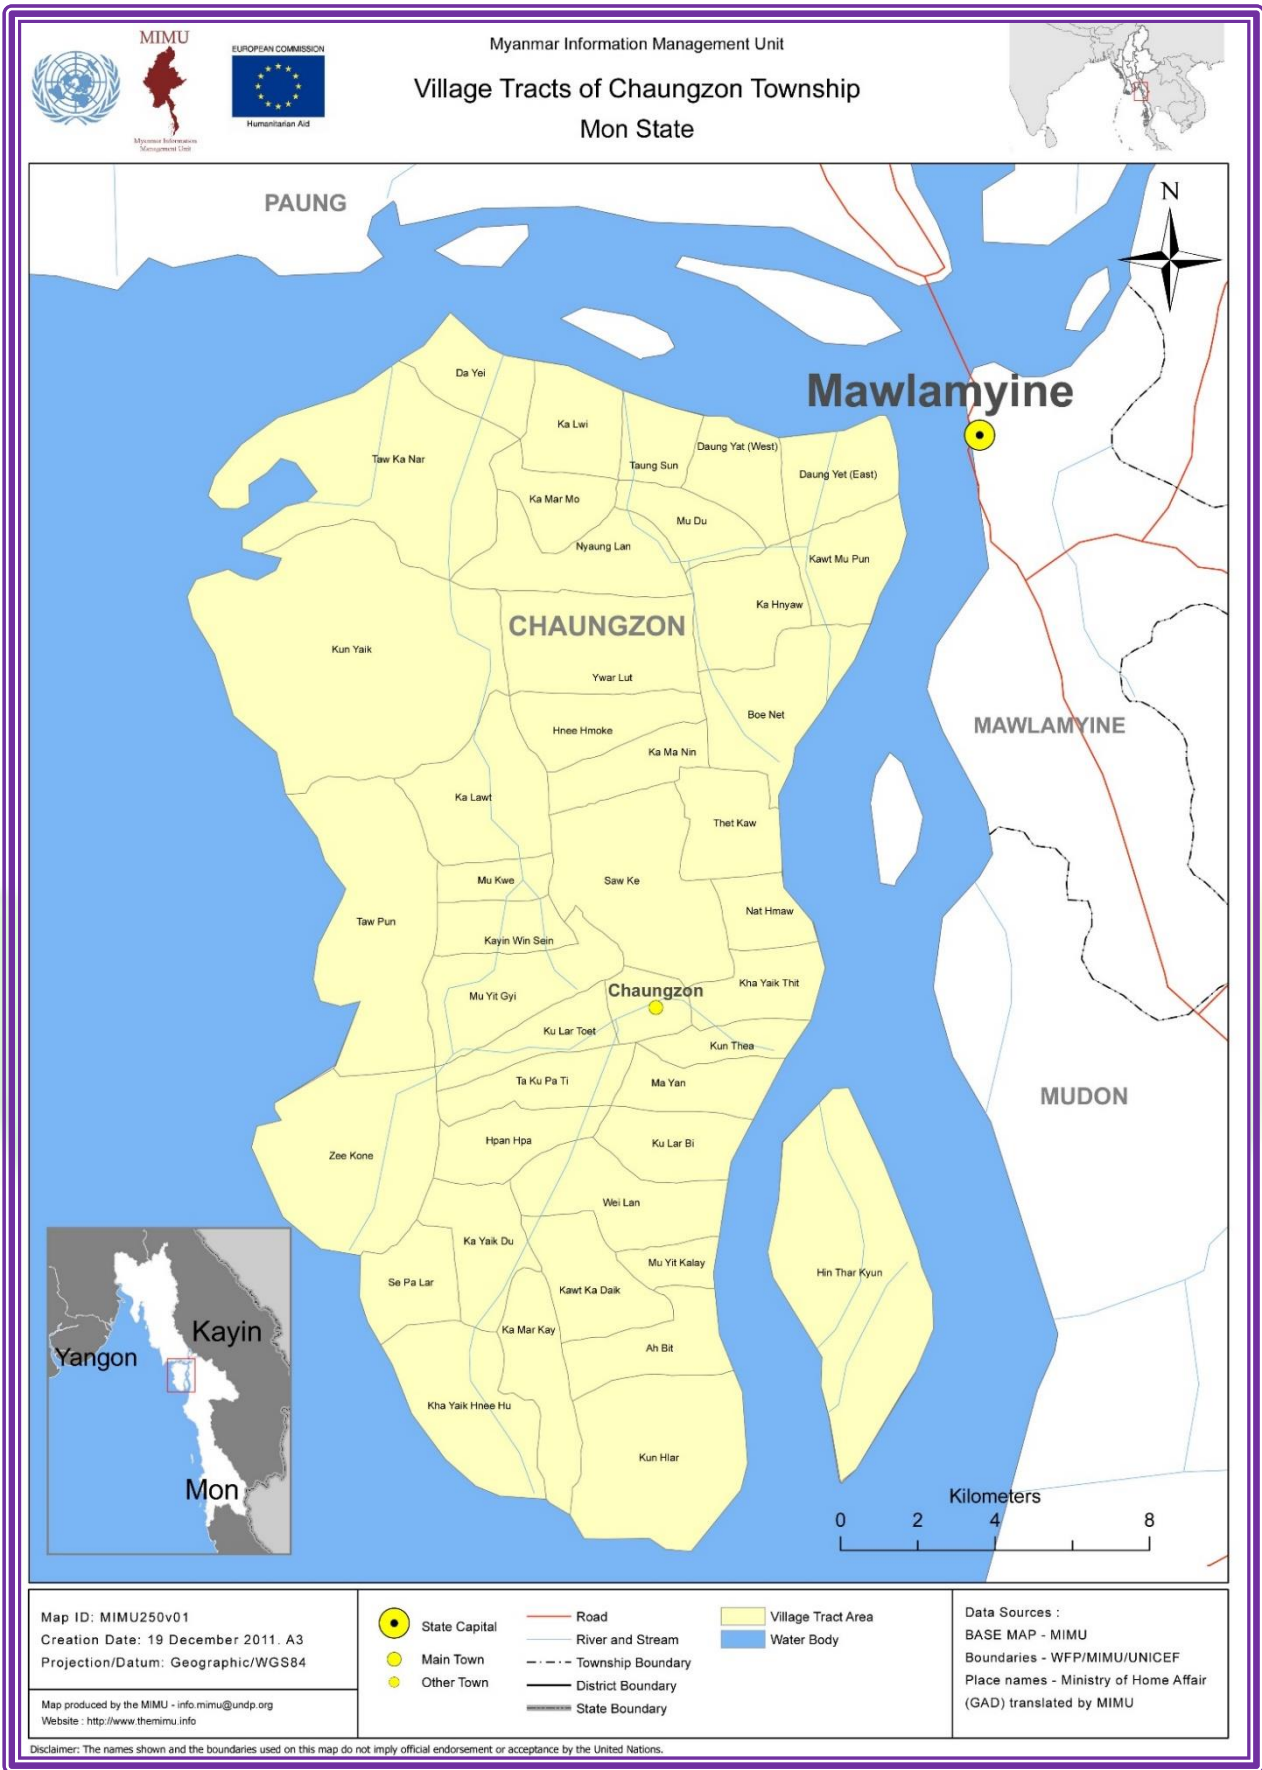 MIMU
Myanmar Information
Management Unit
EUROPEAN COMMISSION
Humanitarian Aid
Myanmar Information Management Unit
Village Tracts of Chaungzon Township
Mon State
PAUNG
N
Da Yei
Mawlamyine
Ka Lwi
Daung Yat (West)
Taw Ka Nar
Taung Sun
Daung Yet (East)
Ka Mar Mo
Mu Du
Nyaung Lan
Kawt Mu Pun
Ka Hnyaw
CHAUNGZON
Kun Yaik
Ywar Lut
Boe Net
MAWLAMYINE
Hnee Hmoke
Ka Ma Nin
Ka Lawt
Thet Kaw
Mu Kwe
Saw Ke
Nat Hmaw
Taw Pun
Kayin Win Sein
Kha Yaik Thit
Chaungzon
Mu Yit Gyi
Ku Lar Toet
Kun Thea
Ta Ku Pa Ti
Ma Yan
MUDON
Hpan Hpa
Ku Lar Bi
Zee Kone
Wei Lan
Ka Yaik Du
Mu Yit Kalay
Hin Thar Kyun
Se Pa Lar
Kawt Ka Daik
Ka Mar Kay
Ah Bit
Kha Yaik Hnee Hu
Kun Hlar
Kayin
Yangon
Mon
Kilometers
0 2 4 8
Map ID: MIMU250v01
Creation Date: 19 December 2011. A3
Projection/Datum: Geographic/WGS84
Map produced by the MIMU - info.mimu@undp.org
Website : http://www.themimu.info
State Capital
Main Town
Other Town
Road
River and Stream
Township Boundary
District Boundary
State Boundary
Village Tract Area
Water Body
Data Sources :
BASE MAP - MIMU
Boundaries - WFP/MIMU/UNICEF
Place names - Ministry of Home Affair
(GAD) translated by MIMU
Disclaimer: The names shown and the boundaries used on this map do not imply official endorsement or acceptance by the United Nations.